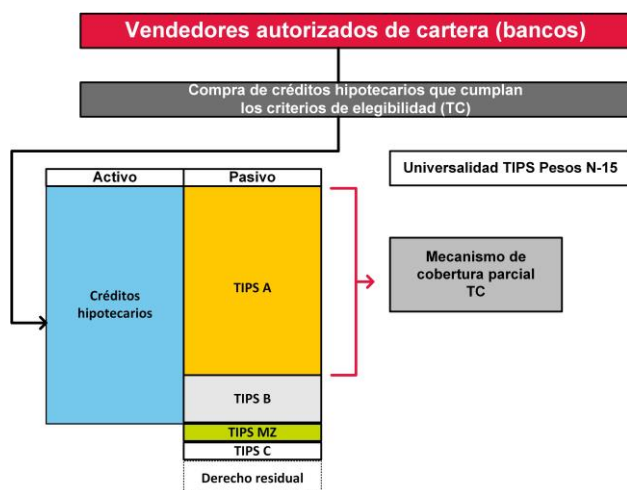 Vendedores autorizados de cartera (bancos)
Compra de créditos hipotecarios que cumplan
los criterios de elegibilidad (TC)
Universalidad TIPS Pesos N-15
Activo
Pasivo
Créditos
hipotecarios
TIPS A
Mecanismo de
cobertura parcial
TC
TIPS B
TIPS MZ
TIPS C
Derecho residual